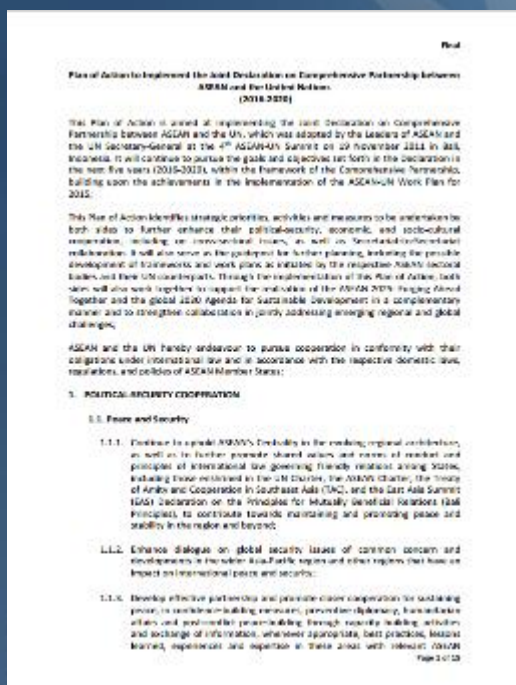 Final
Plan of Action to Implement the Joint Declaration on Comprehensive Partnership between
ASEAN and the United Nations
(2016-2020)
This Plan of Action is aimed at implementing the Joint Declaration on Comprehensive
Partnership between ASEAN and the UN, which was adopted by the Leaders of ASEAN and
the UN Secretary-General at the 4th ASEAN-UN Summit on 19 November 2011 in Bali,
Indonesia. It will continue to pursue the goals and objectives set forth in the Declaration in
the next five years (2016-2020), within the framework of the Comprehensive Partnership,
building upon the achievements in the implementation of the ASEAN-UN Work Plan for
2015;
This Plan of Action identifies strategic priorities, activities and measures to be undertaken by
both sides to further enhance their political-security, economic, and socio-cultural
cooperation, including on cross-sectoral issues, as well as Secretariat-to-Secretariat
collaboration. It will also serve as the guidepost for further planning, including the possible
development of frameworks and work plans as initiated by the respective ASEAN sectoral
bodies and their UN counterparts. Through the implementation of this Plan of Action, both
sides will also work together to support the realisation of the ASEAN 2025: Forging Ahead
Together and the global 2030 Agenda for Sustainable Development in a complementary
manner and to strengthen collaboration in jointly addressing emerging regional and global
challenges;
ASEAN and the UN hereby endeavour to pursue cooperation in conformity with their
obligations under international law and in accordance with the respective domestic laws,
regulations, and policies of ASEAN Member States:
1. POLITICAL-SECURITY COOPERATION
1.1. Peace and Security
1.1.1. Continue to uphold ASEAN's Centrality in the evolving regional architecture,
as well as to further promote shared values and norms of conduct and
principles of international law governing friendly relations among States,
including those enshrined in the UN Charter, the ASEAN Charter, the Treaty
of Amity and Cooperation in Southeast Asia (TAC), and the East Asia Summit
(EAS) Declaration on the Principles for Mutually Beneficial Relations (Bali
Principles), to contribute towards maintaining and promoting peace and
stability in the region and beyond;
1.1.2. Enhance dialogue on global security issues of common concern and
developments in the wider Asia-Pacific region and other regions that have an
impact on international peace and security;
1.1.3. Develop effective partnership and promote closer cooperation for sustaining
peace, in confidence-building measures, preventive diplomacy, humanitarian
affairs and post-conflict peace-building through capacity building activities
and exchange of information, whenever appropriate, best practices, lessons
learned, experiences and expertise in these areas with relevant ASEAN
Page 1 of 15